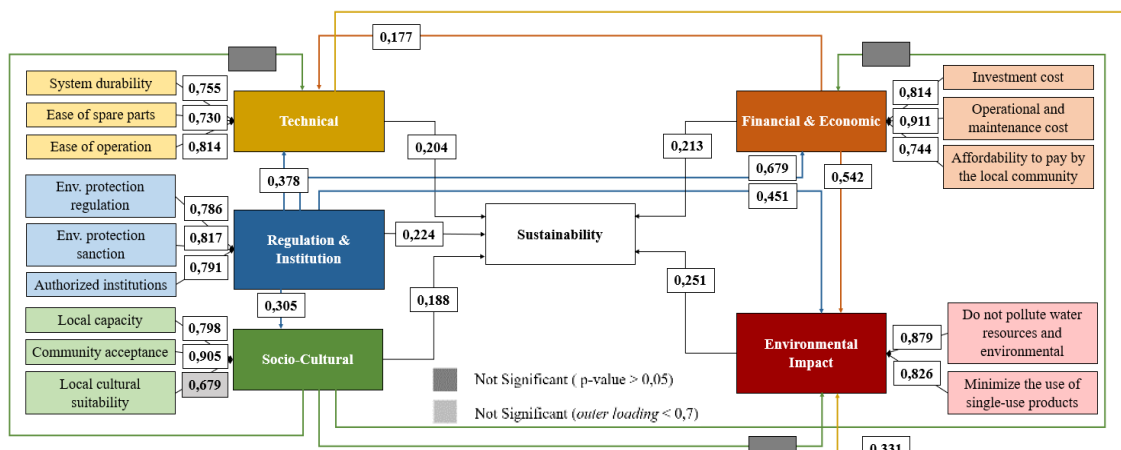 0,177
System durability
0,755
Ease of spare parts
0,730
Ease of operation
0,814
Technical
0,204
Financial & Economic
0,213
Investment cost
0,814
Operational and
maintenance cost
0,911
Affordability to pay by
the local community
0,744
0,378
0,679
0,542
0,451
Env. protection
regulation
0,786
Env. protection
sanction
0,817
Authorized institutions
0,791
Regulation &
Institution
0,224
Sustainability
0,305
0,188
0,251
Local capacity
0,798
Community acceptance
0,905
Local cultural
suitability
0,679
Socio-Cultural
Environmental
Impact
Do not pollute water
resources and
environmental
0,879
Minimize the use of
single-use products
0,826
Not Significant ( p-value > 0,05)
Not Significant (outer loading < 0,7)
0,331